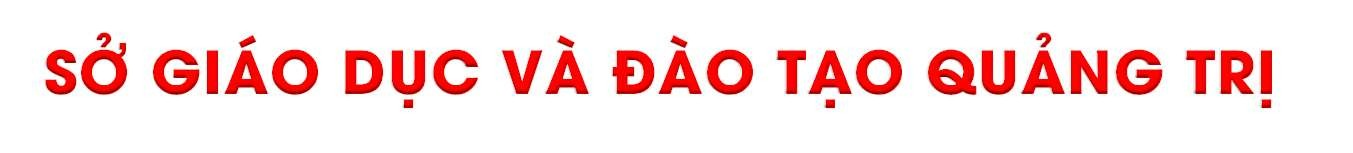 SỞ GIÁO DỤC VÀ ĐÀO TẠO QUẢNG TRỊ